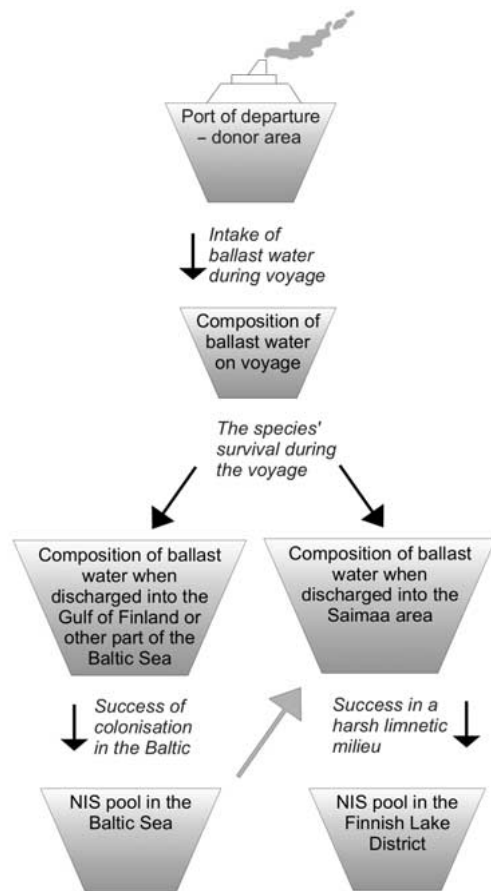 Port of departure
– donor area
Intake of
ballast water
during voyage
Composition of
ballast water
on voyage
The species'
survival during
the voyage
Composition of ballast
water when
discharged into the
Gulf of Finland or
other part of the
Baltic Sea
Composition of ballast
water when
discharged into the
Saimaa area
Success of
colonisation
in the Baltic
Success in a
harsh limnetic
milieu
NIS pool in the
Baltic Sea
NIS pool in the
Finnish Lake
District